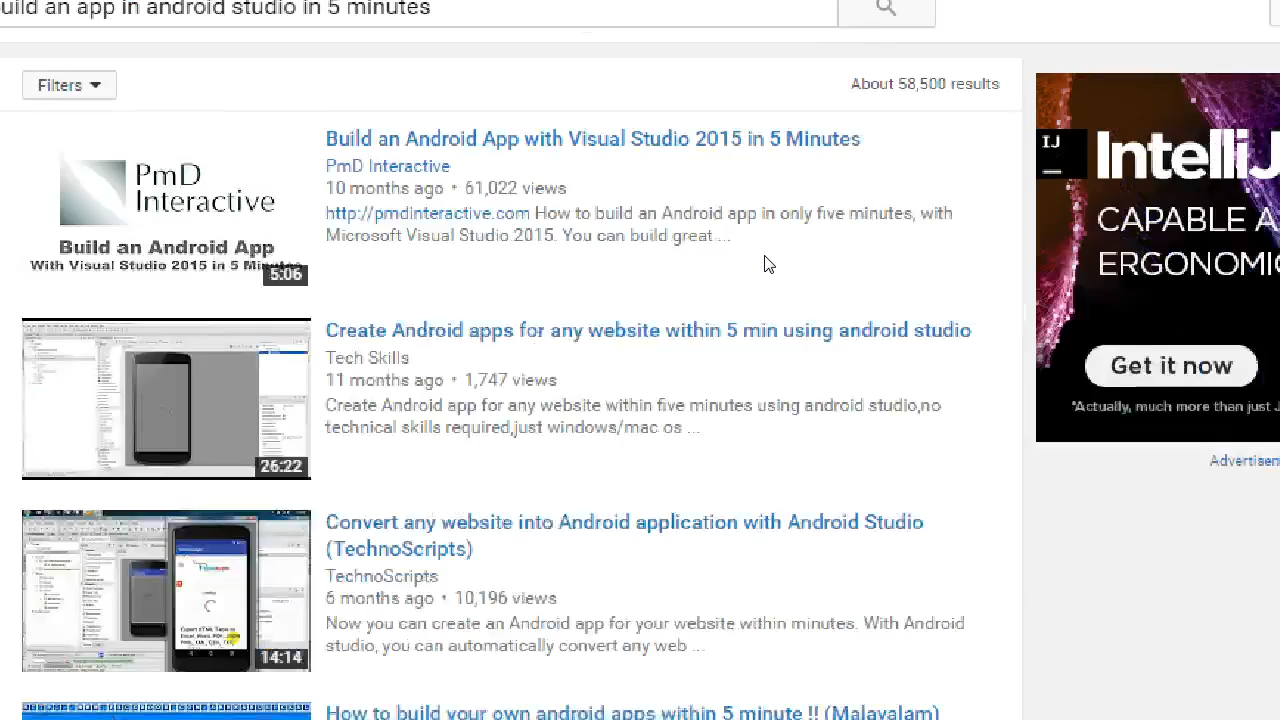 uild an app in android studio in 5 minutes
Filters
About 58,500 results
PmD
Interactive
Build an Android App
With Visual Studio 2015 in 5 Minutes
5:06
Build an Android App with Visual Studio 2015 in 5 Minutes
PmD Interactive
10 months ago • 61,022 views
http://pmdinteractive.com How to build an Android app in only five minutes, with
Microsoft Visual Studio 2015. You can build great ...
IJ
IntelliJ
CAPABLE A
ERGONOMIC
Get it now
*Actually, much more than just J
Advertisen
26:22
Create Android apps for any website within 5 min using android studio
Tech Skills
11 months ago • 1,747 views
Create Android app for any website within five minutes using android studio,no
technical skills required,just windows/mac os ...
14:14
Convert any website into Android application with Android Studio
(TechnoScripts)
TechnoScripts
6 months ago • 10,196 views
Now you can create an Android app for your website within minutes. With Android
studio, you can automatically convert any web ...
How to build your own android apps within 5 minute !! (Malayalam)